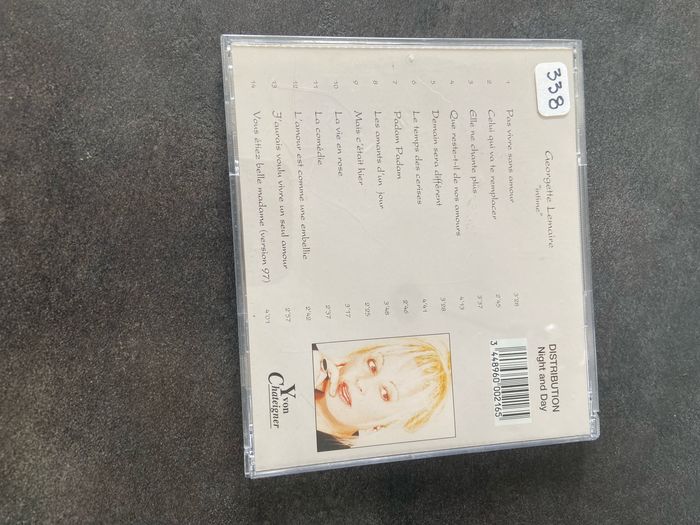 338
Georgette Lemaire
"intime"
1 Pas vivre sans amour 3'28
2 Celui qui va te remplacer 2'45
3 Elle ne chante plus 3'37
4 Que reste-t-il de nos amours 4'13
5 Demain sera différent 3'28
6 Le temps des cerises 4'41
7 Padam Padam 2'46
8 Les amants d'un jour 3'48
9 Mais c'était hier 2'25
10 La vie en rose 3'17
11 La comédie 2'37
12 L'amour est comme une embellie 2'42
13 J'aurais voulu vivre un seul amour 2'57
14 Vous étiez belle madame (version 97) 4'01
DISTRIBUTION
Night and Day
3 448960 002165
Yvon
Chateigner